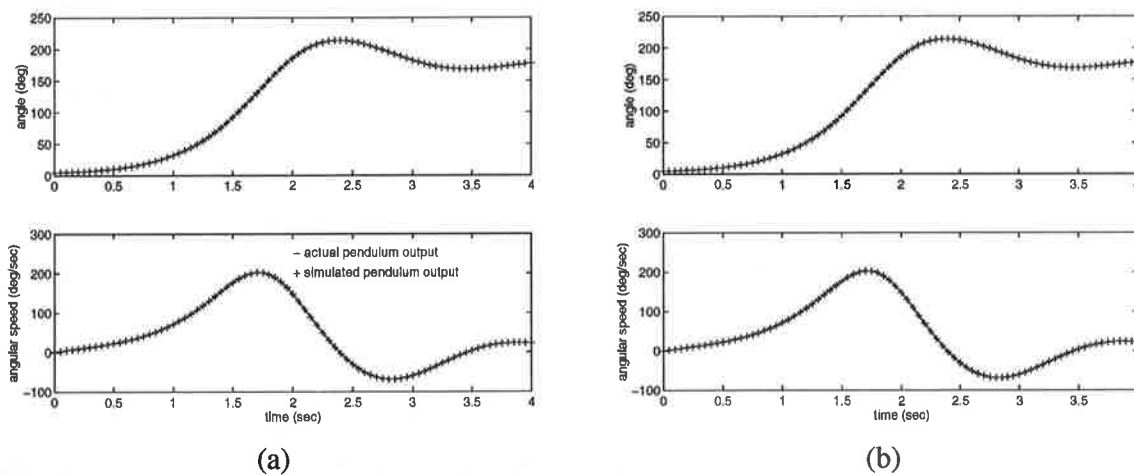 250
200
150
100
50
0
angle (deg)
0 0.5 1 1.5 2 2.5 3 3.5 4
300
200
100
0
−100
angular speed (deg/sec)
– actual pendulum output
+ simulated pendulum output
0 0.5 1 1.5 2 2.5 3 3.5 4
time (sec)
(a)
250
200
150
100
50
0
angle (deg)
0 0.5 1 1.5 2 2.5 3 3.5
300
200
100
0
−100
angular speed (deg/sec)
0 0.5 1 1.5 2 2.5 3 3.5
time (sec)
(b)